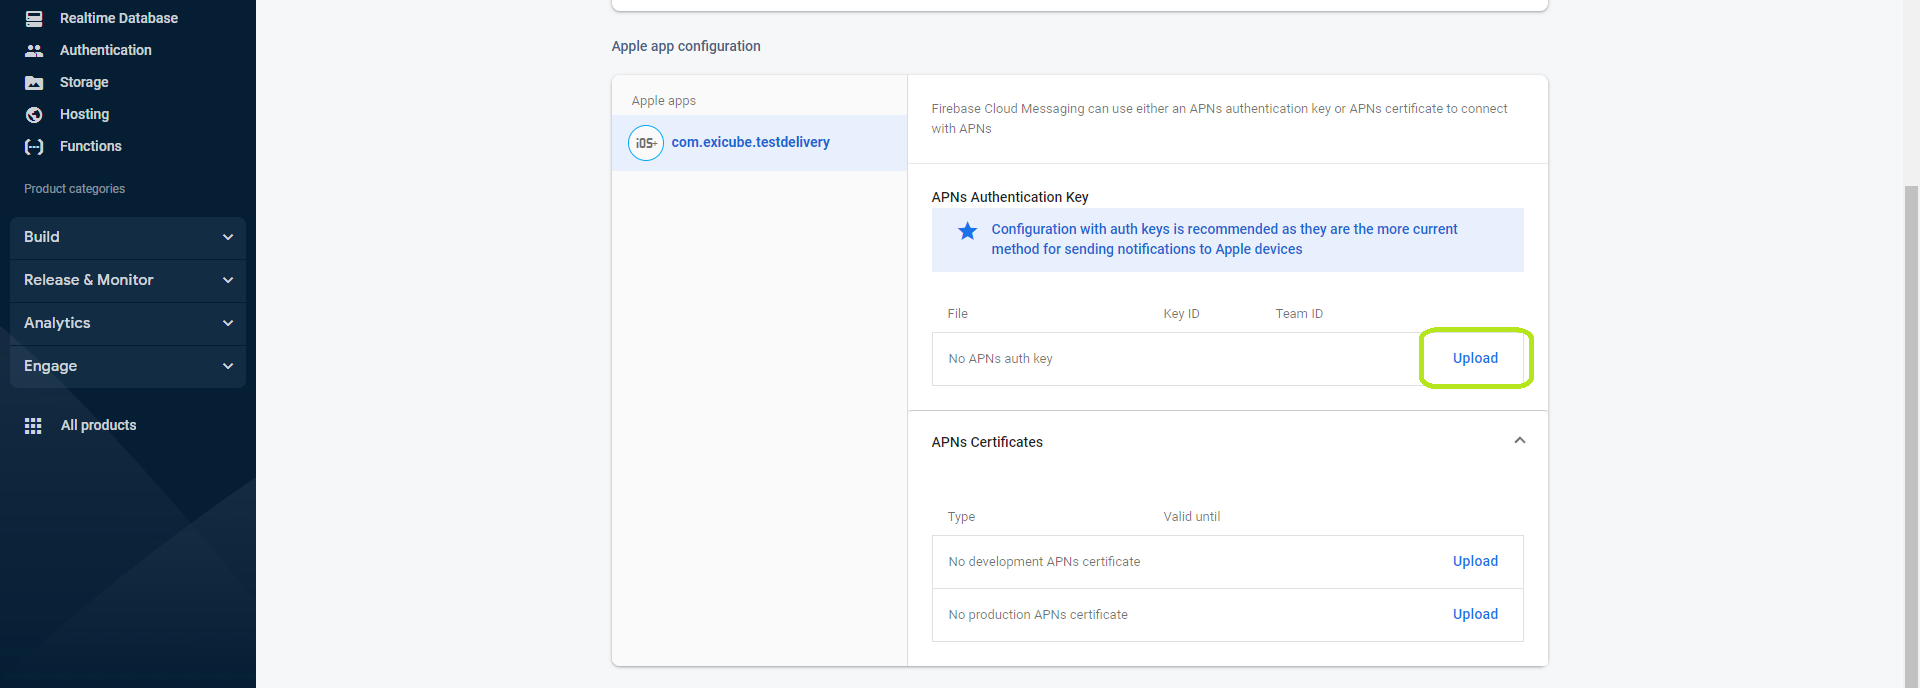 Realtime Database
Authentication
Storage
Hosting
Functions
Product categories
Build
Release & Monitor
Analytics
Engage
All products
Apple app configuration
Apple apps
iOS+
com.exicube.testdelivery
Firebase Cloud Messaging can use either an APNs authentication key or APNs certificate to connect
with APNs
APNs Authentication Key
Configuration with auth keys is recommended as they are the more current
method for sending notifications to Apple devices
File Key ID Team ID
No APNs auth key Upload
APNs Certificates
Type Valid until
No development APNs certificate Upload
No production APNs certificate Upload